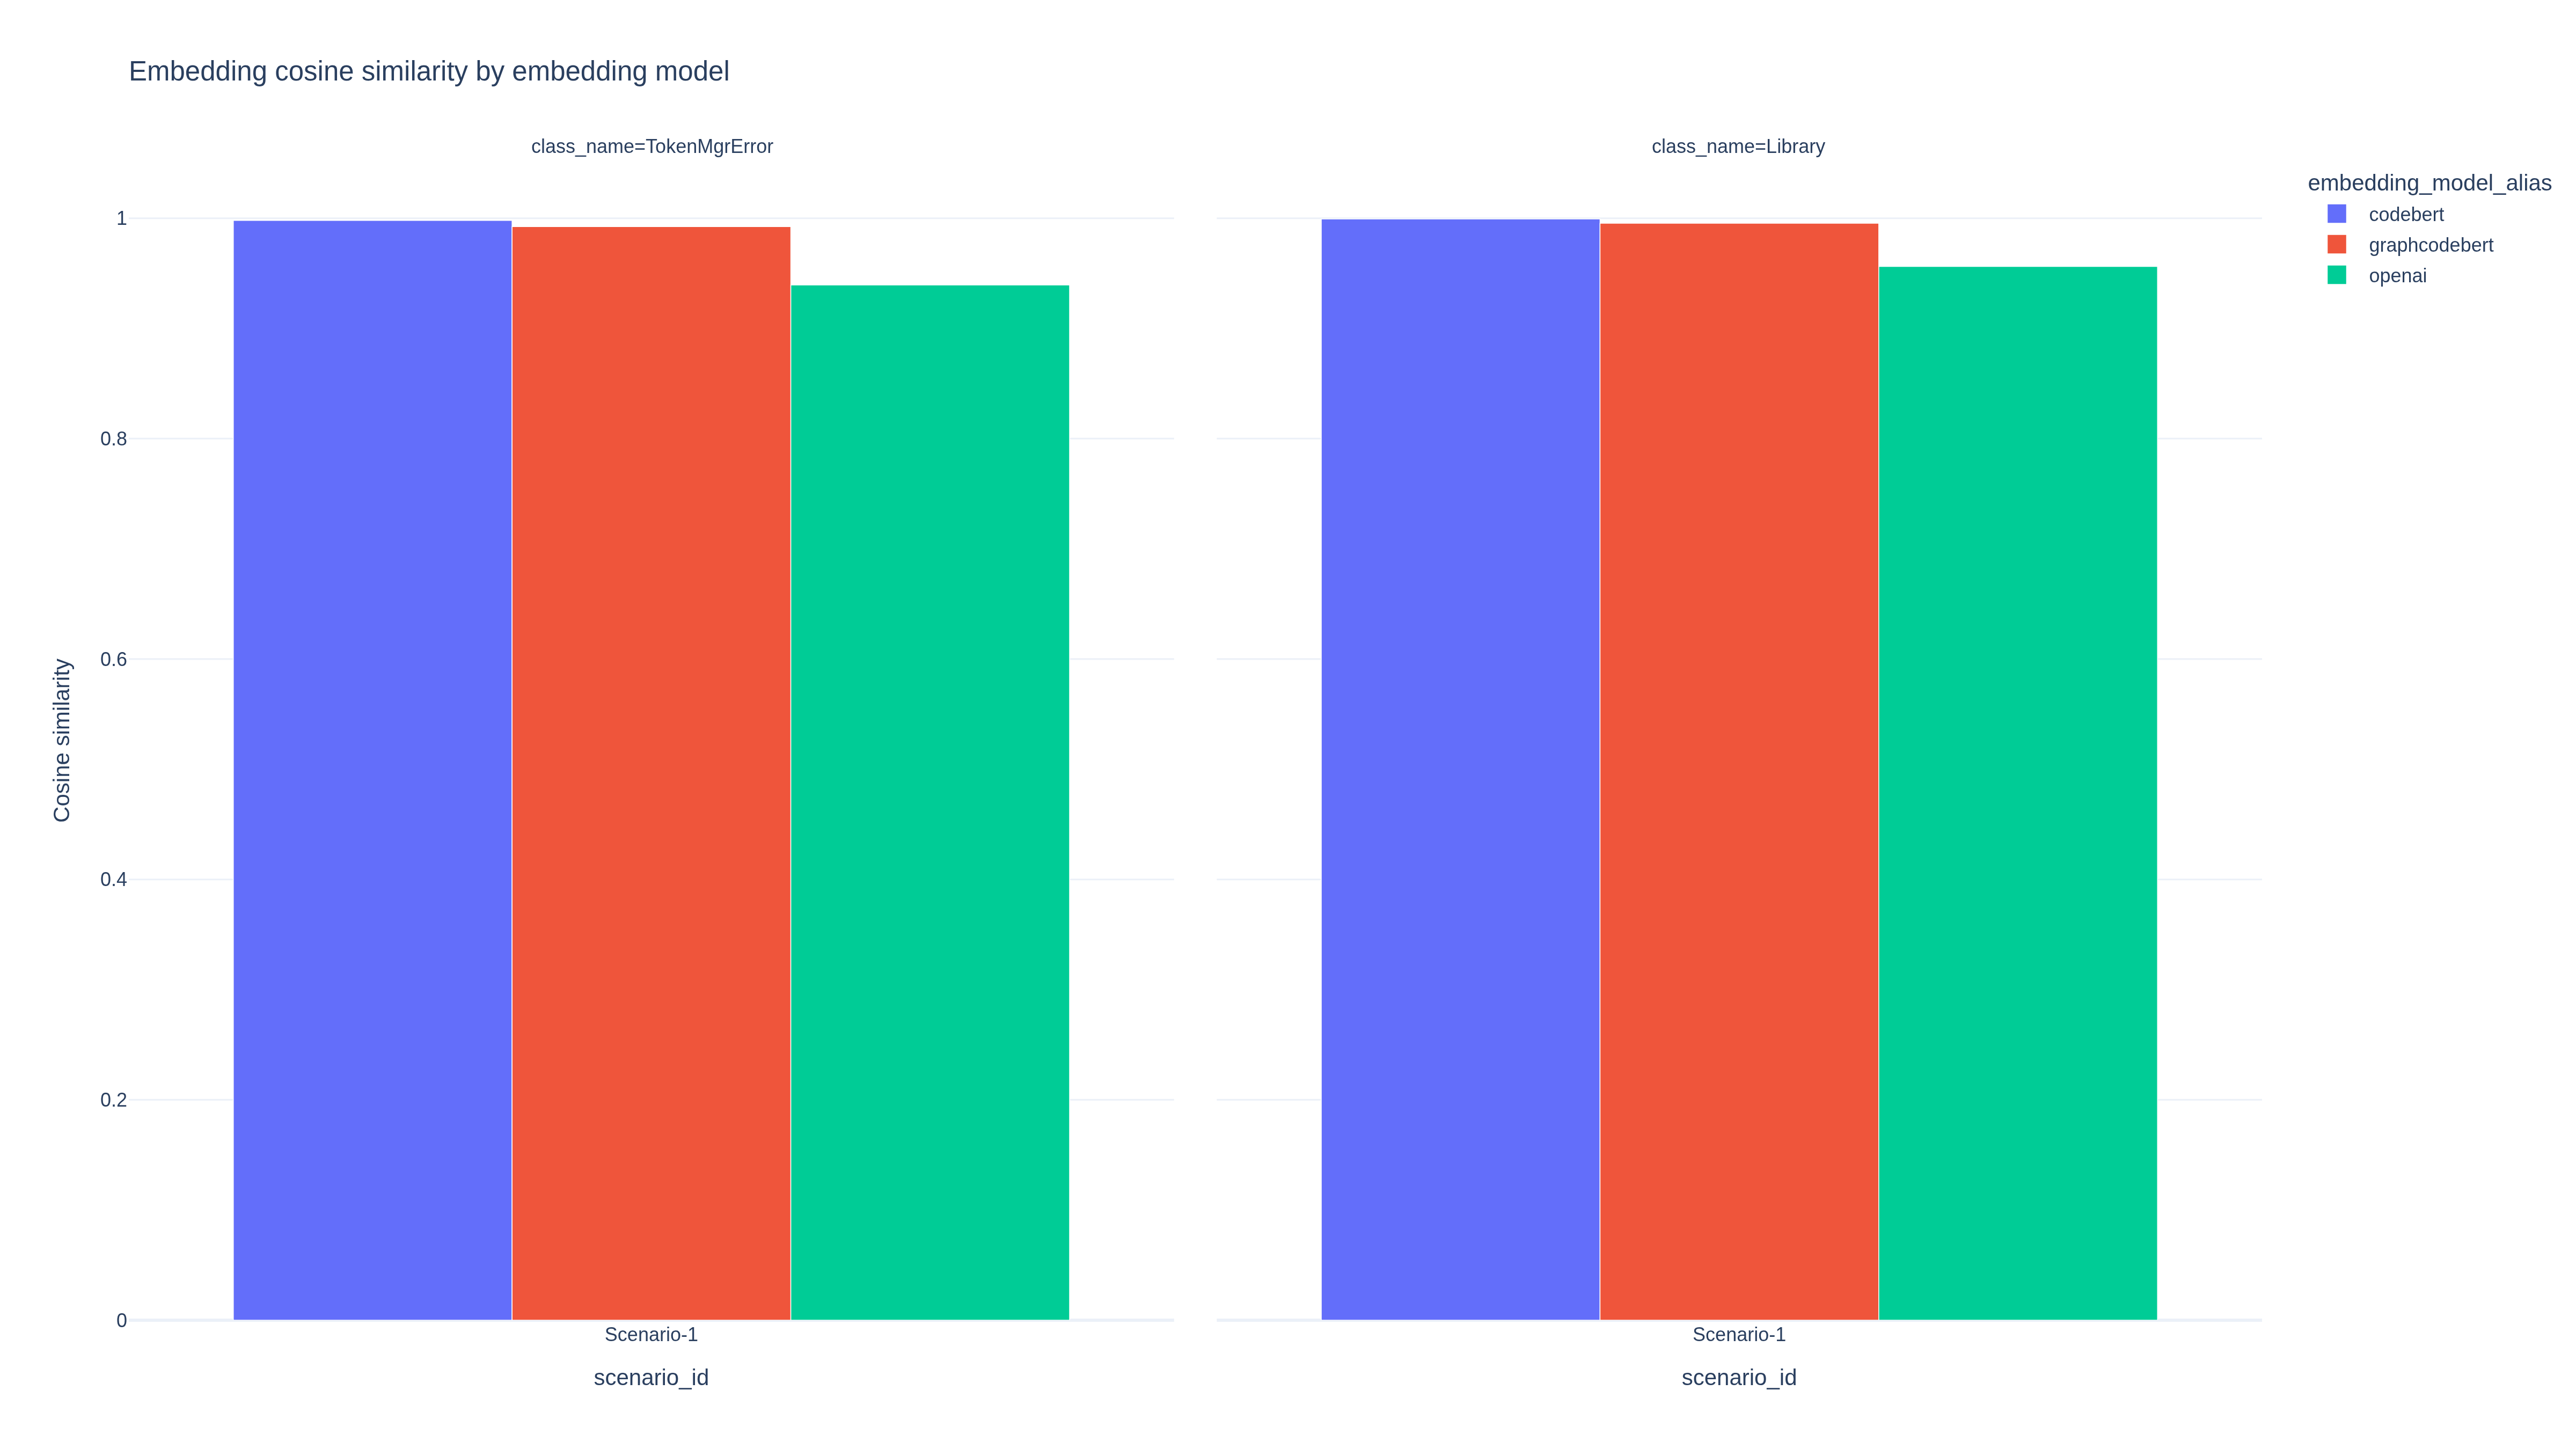 Embedding cosine similarity by embedding model
class_name=TokenMgrError
class_name=Library
embedding_model_alias
codebert
graphcodebert
openai
Cosine similarity
1
0.8
0.6
0.4
0.2
0
Scenario-1
Scenario-1
scenario_id
scenario_id